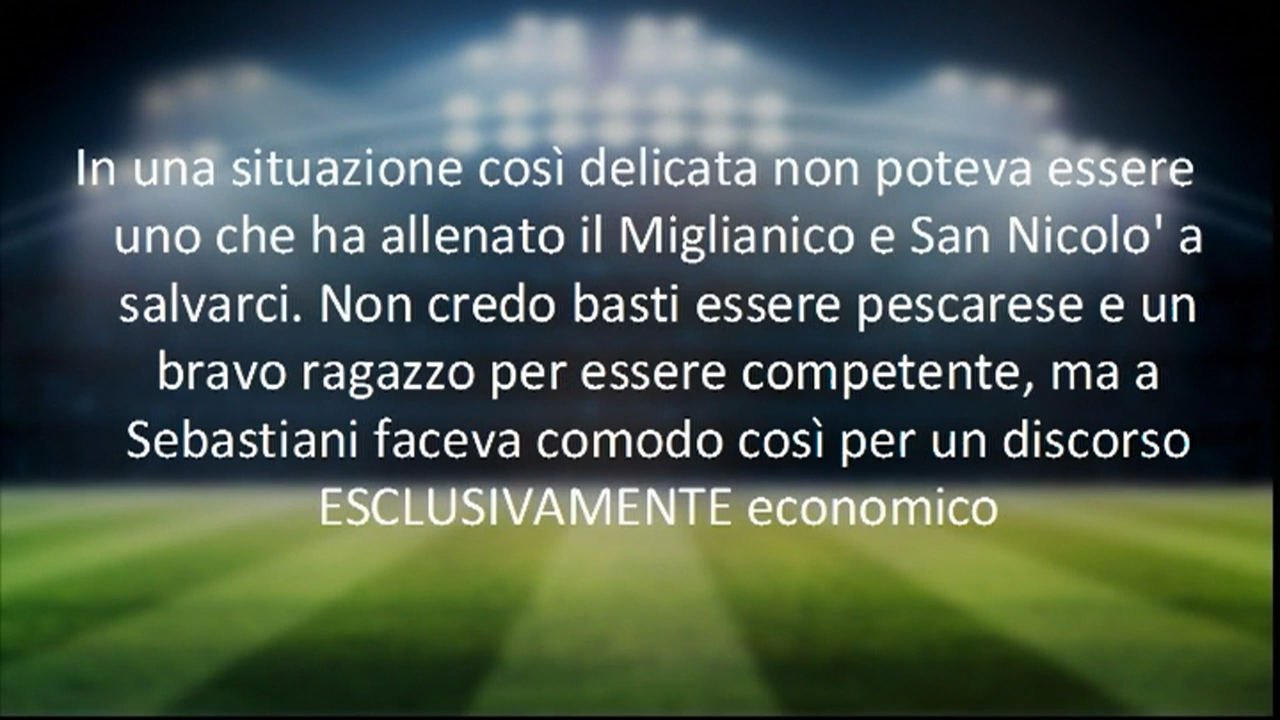 In una situazione così delicata non poteva essere
uno che ha allenato il Miglianico e San Nicolo' a
salvarci. Non credo basti essere pescarese e un
bravo ragazzo per essere competente, ma a
Sebastiani faceva comodo così per un discorso
ESCLUSIVAMENTE economico